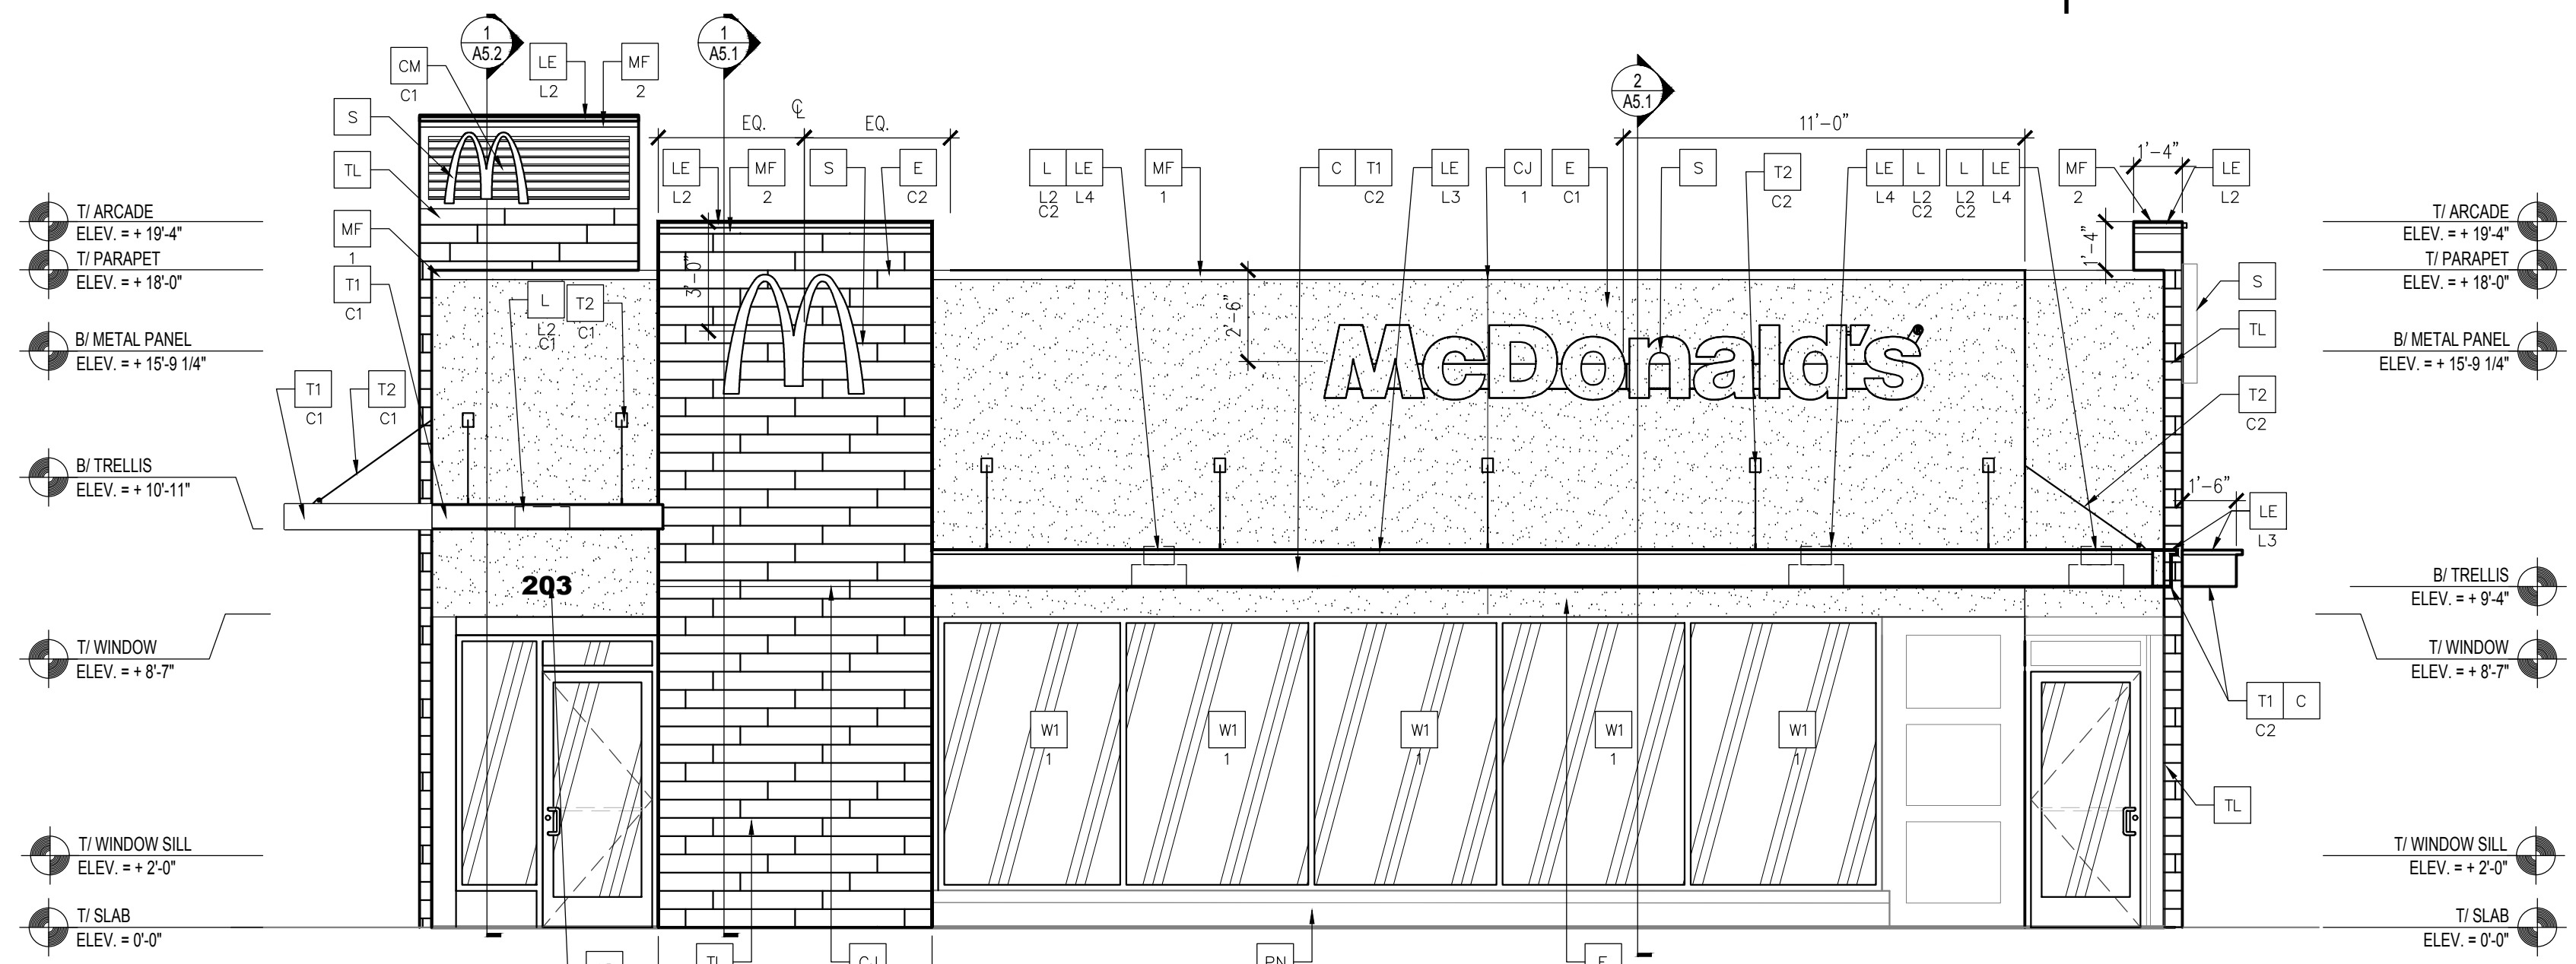 1
A5.2
1
A5.1
2
A5.1
CM
C1
LE
L2
MF
2
S
TL
MF
1
T1
C1
EQ.
℄
EQ.
11'-0"
LE
L2
MF
2
S
E
C2
L LE
L2 L4
C2
MF
1
C T1
C2
LE
L3
CJ
1
E
C1
S
T2
C2
LE L
L4 L2
C2
L LE
L2 L4
C2
MF
2
1'-4"
LE
L2
T/ ARCADE
ELEV. = + 19'-4"
T/ PARAPET
ELEV. = + 18'-0"
B/ METAL PANEL
ELEV. = + 15'-9 1/4"
B/ TRELLIS
ELEV. = + 10'-11"
T/ WINDOW
ELEV. = + 8'-7"
T/ WINDOW SILL
ELEV. = + 2'-0"
T/ SLAB
ELEV. = 0'-0"
T1
C1
T2
C1
L
L2
C1
T2
C1
3'-0"
2'-6"
McDonald's®
1'-4"
S
TL
T2
C2
1'-6"
LE
L3
203
W1
1
W1
1
W1
1
W1
1
W1
1
T1 C
C2
TL
T/ ARCADE
ELEV. = + 19'-4"
T/ PARAPET
ELEV. = + 18'-0"
B/ METAL PANEL
ELEV. = + 15'-9 1/4"
B/ TRELLIS
ELEV. = + 9'-4"
T/ WINDOW
ELEV. = + 8'-7"
T/ WINDOW SILL
ELEV. = + 2'-0"
T/ SLAB
ELEV. = 0'-0"
TL
CJ
PN